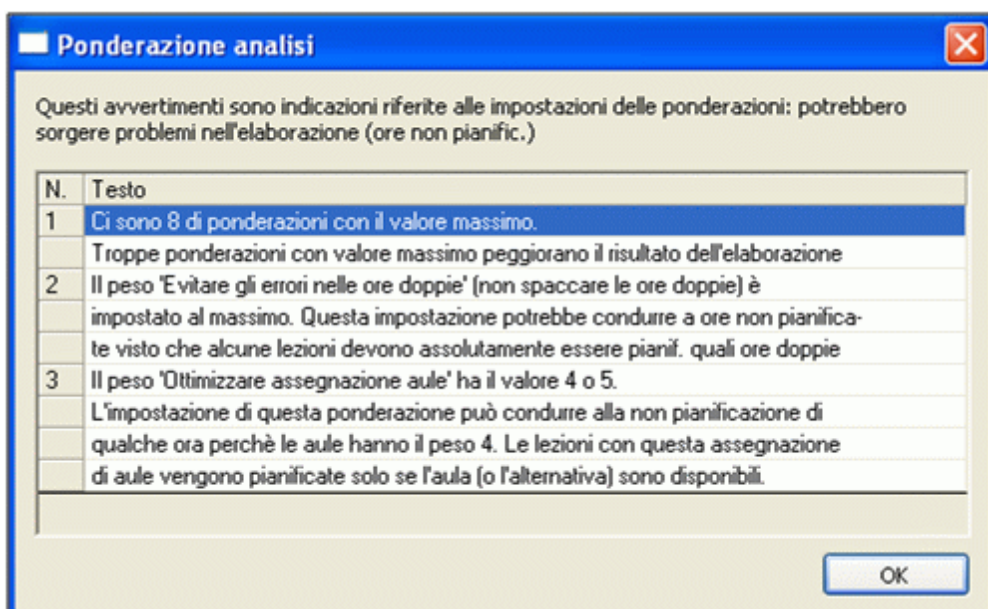 Ponderazione analisi
Questi avvertimenti sono indicazioni riferite alle impostazioni delle ponderazioni: potrebbero
sorgere problemi nell'elaborazione (ore non pianific.)
N. Testo
1 Ci sono 8 di ponderazioni con il valore massimo.
Troppe ponderazioni con valore massimo peggiorano il risultato dell'elaborazione
2 Il peso 'Evitare gli errori nelle ore doppie' (non spaccare le ore doppie) è
impostato al massimo. Questa impostazione potrebbe condurre a ore non pianifica-
te visto che alcune lezioni devono assolutamente essere pianif. quali ore doppie
3 Il peso 'Ottimizzare assegnazione aule' ha il valore 4 o 5.
L'impostazione di questa ponderazione può condurre alla non pianificazione di
qualche ora perchè le aule hanno il peso 4. Le lezioni con questa assegnazione
di aule vengono pianificate solo se l'aula (o l'alternativa) sono disponibili.
OK